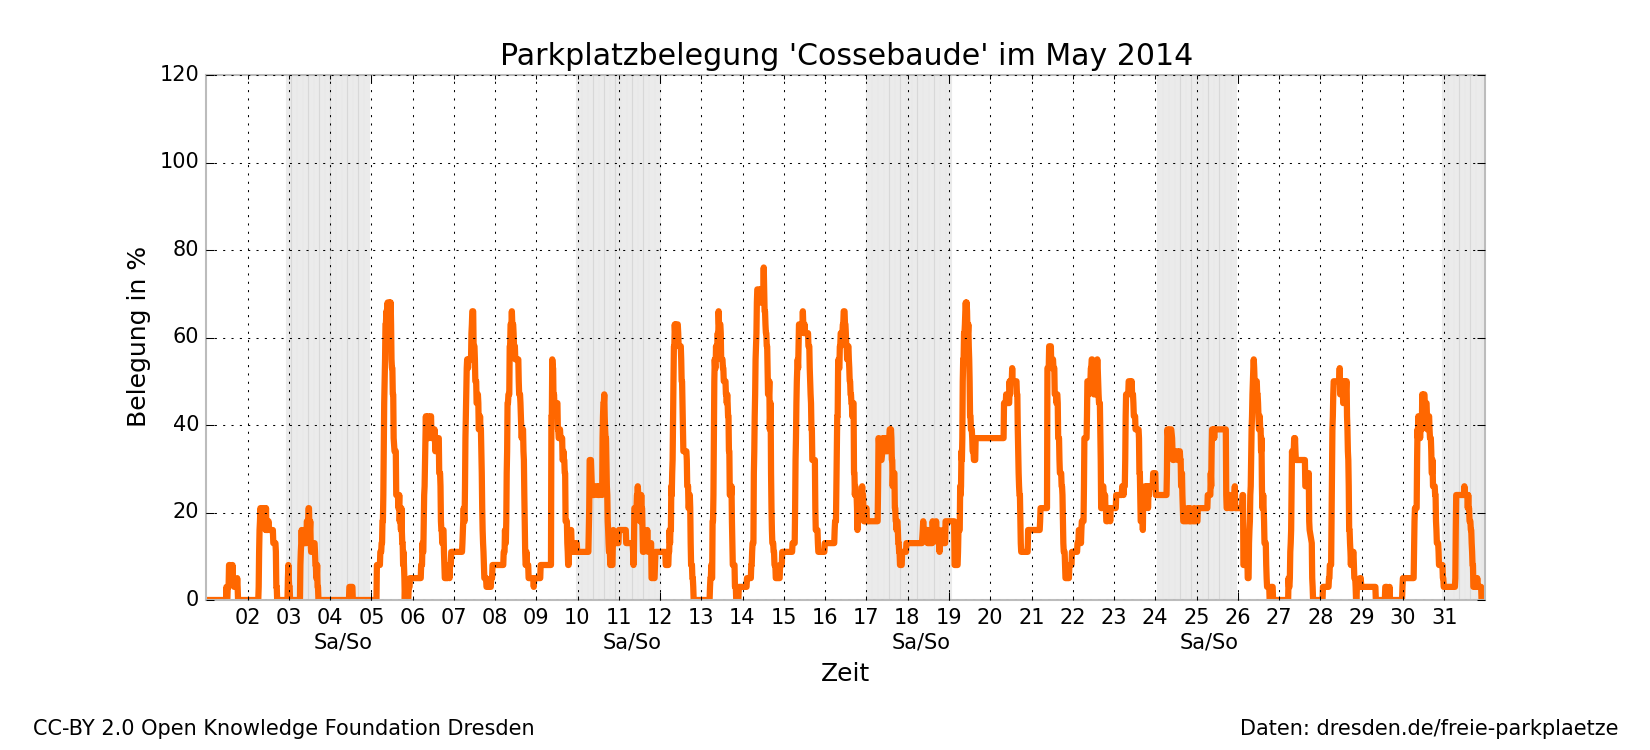 Parkplatzbelegung 'Cossebaude' im May 2014
120
100
80
60
40
20
0
Belegung in %
02 03 04 05 06 07 08 09 10 11 12 13 14 15 16 17 18 19 20 21 22 23 24 25 26 27 28 29 30 31
Sa/So Sa/So Sa/So Sa/So
Zeit
CC-BY 2.0 Open Knowledge Foundation Dresden
Daten: dresden.de/freie-parkplaetze